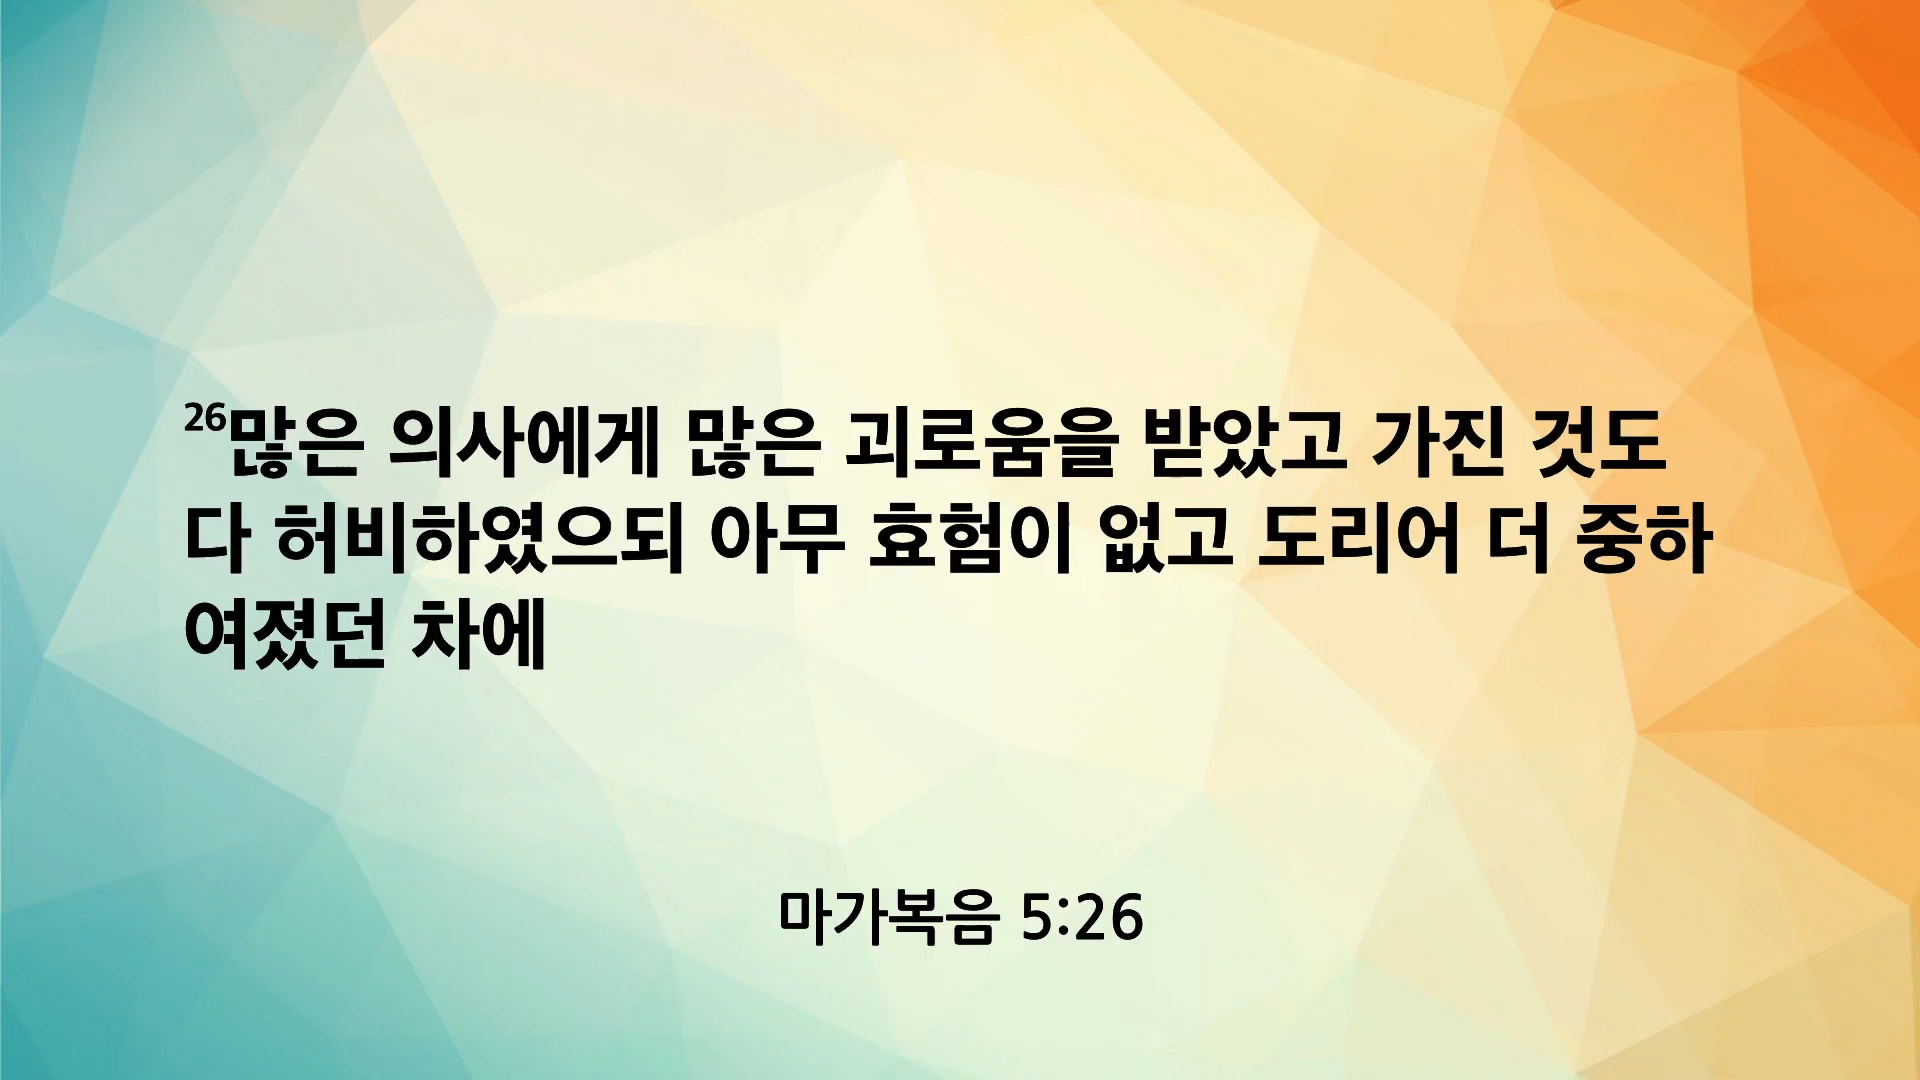 26많은 의사에게 많은 괴로움을 받았고 가진 것도
다 허비하였으되 아무 효험이 없고 도리어 더 중하
여졌던 차에
마가복음 5:26